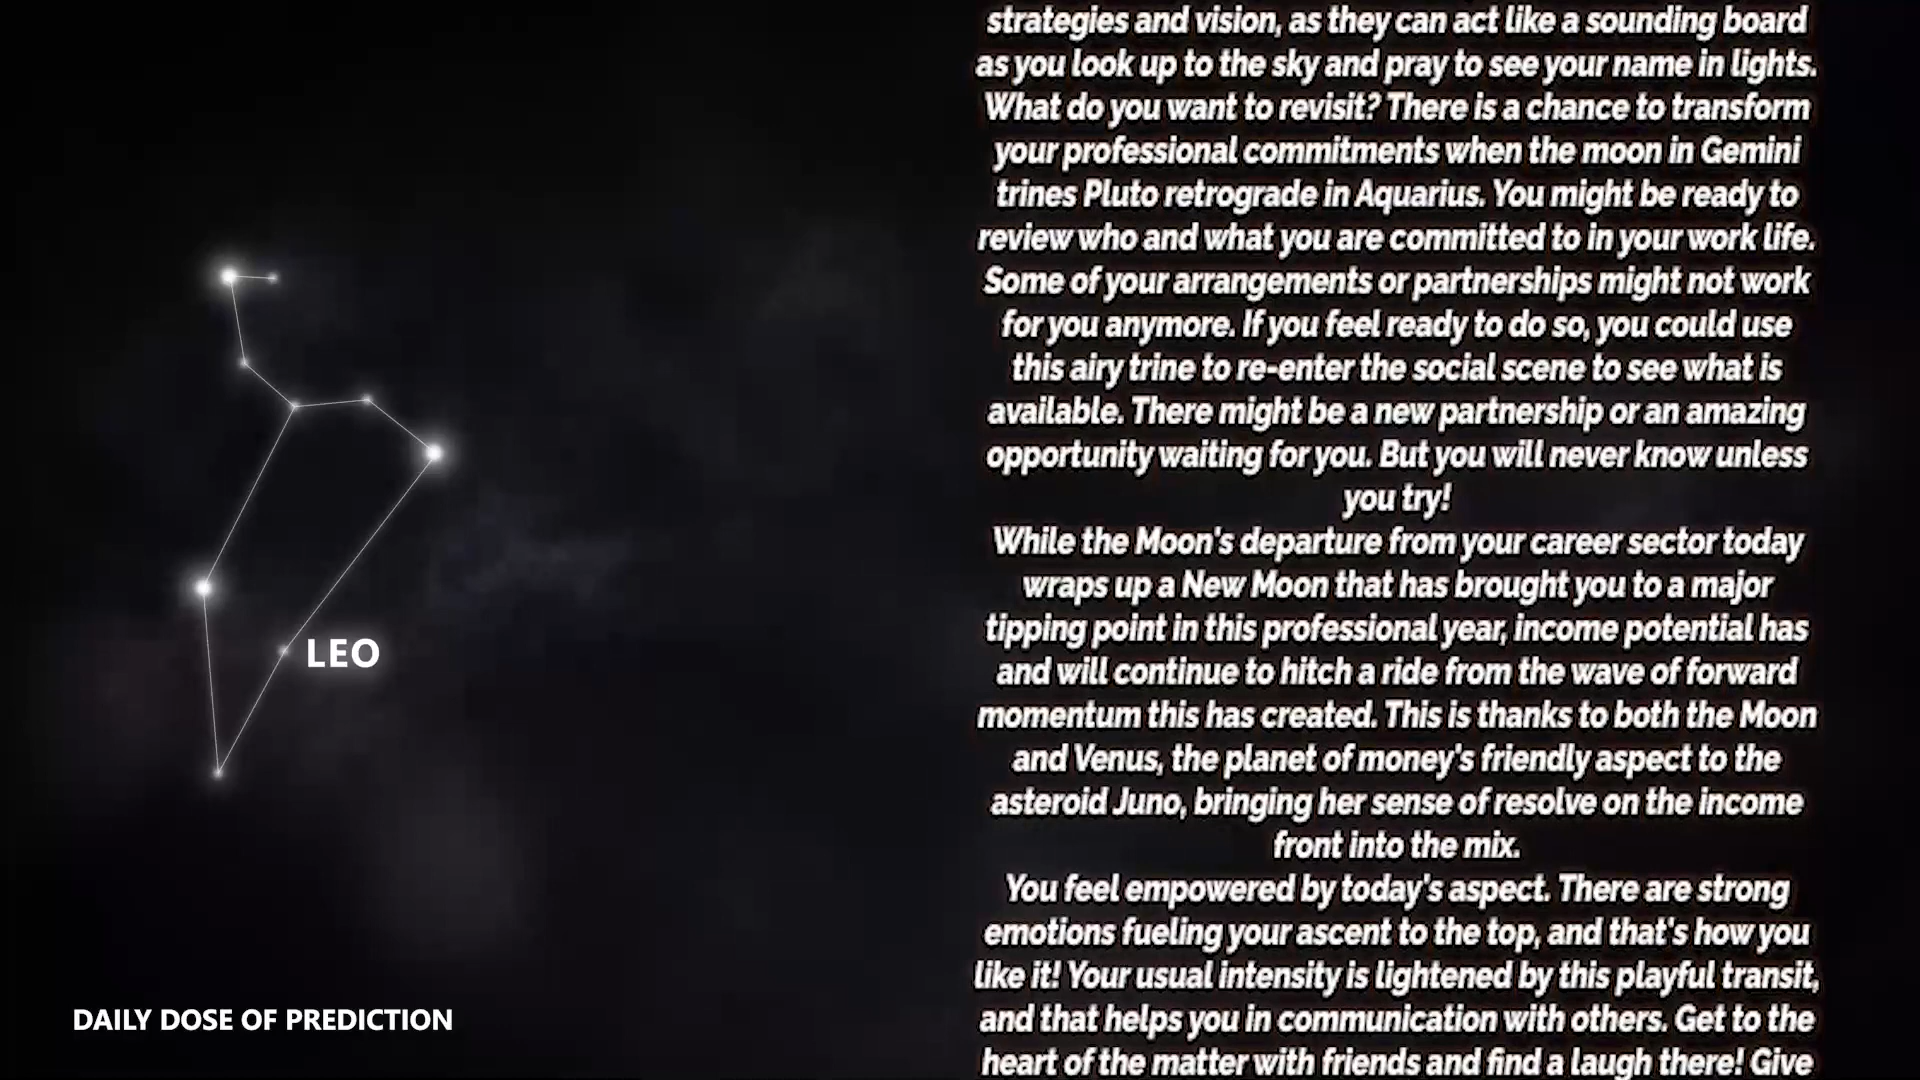 strategies and vision, as they can act like a sounding board
as you look up to the sky and pray to see your name in lights.
What do you want to revisit? There is a chance to transform
your professional commitments when the moon in Gemini
trines Pluto retrograde in Aquarius. You might be ready to
review who and what you are committed to in your work life.
Some of your arrangements or partnerships might not work
for you anymore. If you feel ready to do so, you could use
this airy trine to re-enter the social scene to see what is
available. There might be a new partnership or an amazing
opportunity waiting for you. But you will never know unless
you try!
While the Moon's departure from your career sector today
wraps up a New Moon that has brought you to a major
tipping point in this professional year, income potential has
and will continue to hitch a ride from the wave of forward
momentum this has created. This is thanks to both the Moon
and Venus, the planet of money's friendly aspect to the
asteroid Juno, bringing her sense of resolve on the income
front into the mix.
You feel empowered by today's aspect. There are strong
emotions fueling your ascent to the top, and that's how you
like it! Your usual intensity is lightened by this playful transit,
and that helps you in communication with others. Get to the
heart of the matter with friends and find a laugh there! Give
LEO
DAILY DOSE OF PREDICTION